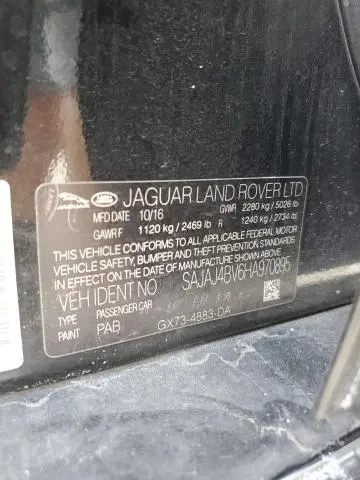 JAGUAR LAND ROVER LTD
MFD DATE 10/16 GVWR 2280 kg / 5026 lb
GAWR F 1120 kg / 2469 lb R 1240 kg / 2734 lb
THIS VEHICLE CONFORMS TO ALL APPLICABLE FEDERAL MOTOR
VEHICLE SAFETY, BUMPER AND THEFT PREVENTION STANDARDS
IN EFFECT ON THE DATE OF MANUFACTURE SHOWN ABOVE.
VEH IDENT NO. SAJAJ4BV6HA970895
TYPE PASSENGER CAR
PAINT PAB GX73-4883-DA